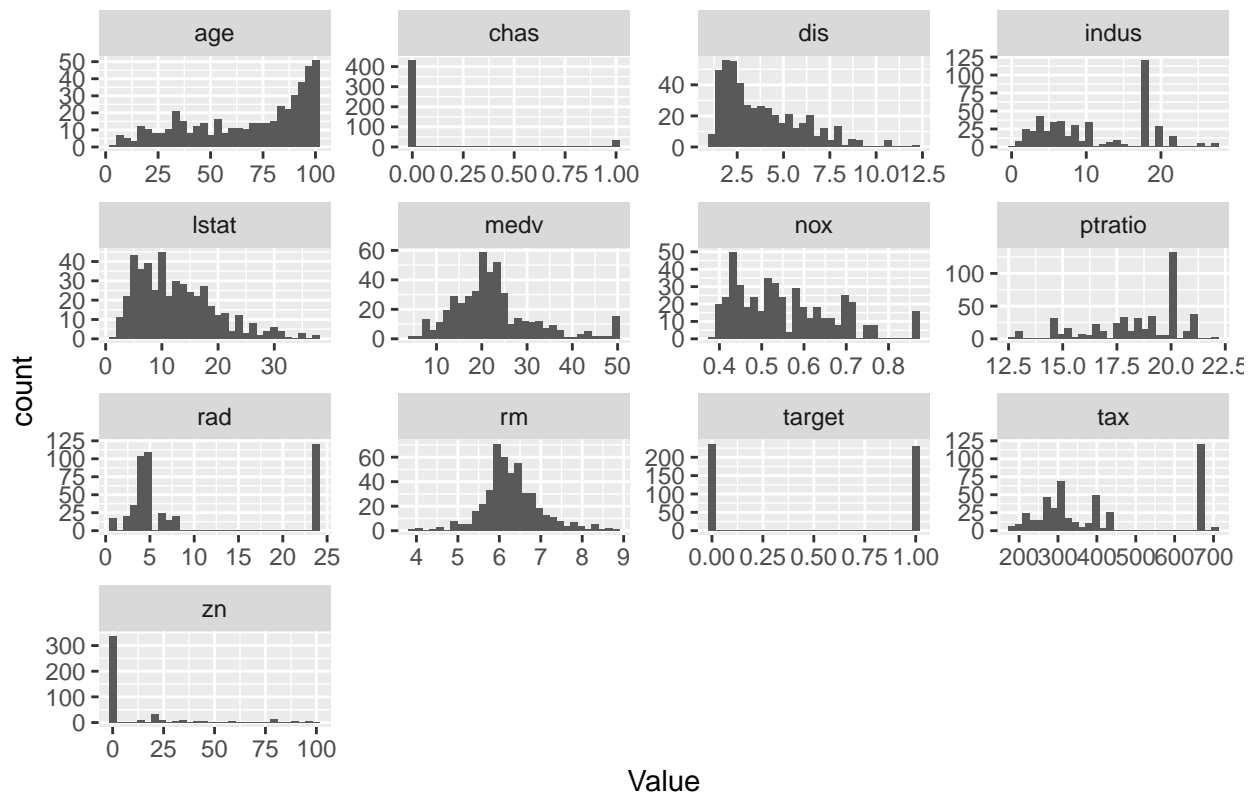 age chas dis indus
50 40 30 20 10 0
400 300 200 100 0
40 20 0
125 100 75 50 25 0
0 25 50 75 100
0.00 0.25 0.50 0.75 1.00
2.5 5.0 7.5 10.0 12.5
0 10 20
lstat medv nox ptratio
40 30 20 10 0
60 40 20 0
50 40 30 20 10 0
100 50 0
0 10 20 30
10 20 30 40 50
0.4 0.5 0.6 0.7 0.8
12.5 15.0 17.5 20.0 22.5
count
rad rm target tax
125 100 75 50 25 0
60 40 20 0
200 150 100 50 0
125 100 75 50 25 0
0 5 10 15 20 25
4 5 6 7 8 9
0.00 0.25 0.50 0.75 1.00
200 300 400 500 600 700
zn
300 200 100 0
0 25 50 75 100
Value